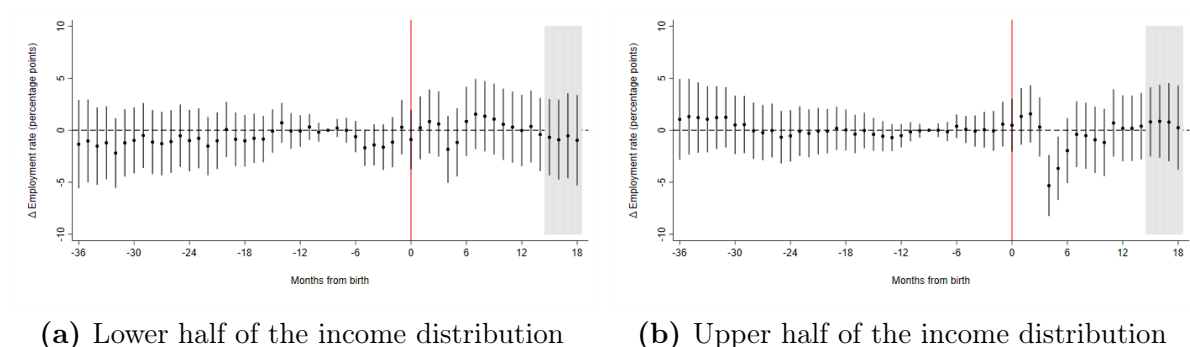 Δ Employment rate (percentage points)
10
5
0
-5
-10
-36 -30 -24 -18 -12 -6 0 6 12 18
Months from birth
(a) Lower half of the income distribution
Δ Employment rate (percentage points)
10
5
0
-5
-10
-36 -30 -24 -18 -12 -6 0 6 12 18
Months from birth
(b) Upper half of the income distribution